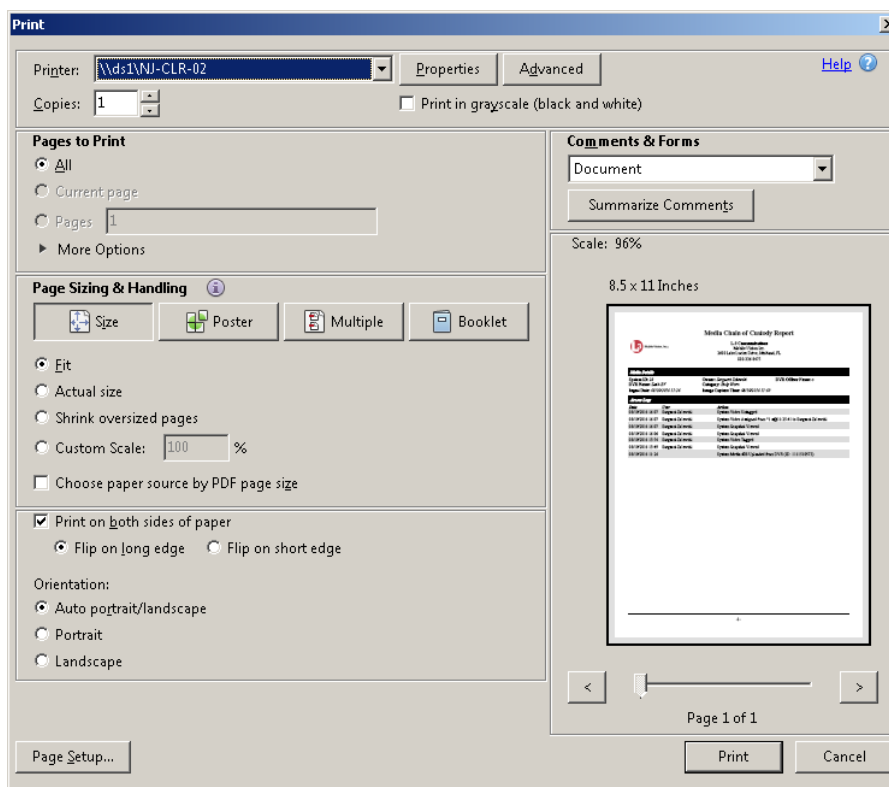 Print
Printer: \\ds1\NJ-CLR-02 Properties Advanced Help
Copies: 1 Print in grayscale (black and white)
Pages to Print
All
Current page
Pages 1
More Options
Comments & Forms
Document
Summarize Comments
Page Sizing & Handling
Size Poster Multiple Booklet
Fit
Actual size
Shrink oversized pages
Custom Scale: 100 %
Choose paper source by PDF page size
Print on both sides of paper
Flip on long edge Flip on short edge
Orientation:
Auto portrait/landscape
Portrait
Landscape
Scale: 96%
8.5 x 11 Inches
Media Chain of Custody Report
Page 1 of 1
Page Setup... Print Cancel